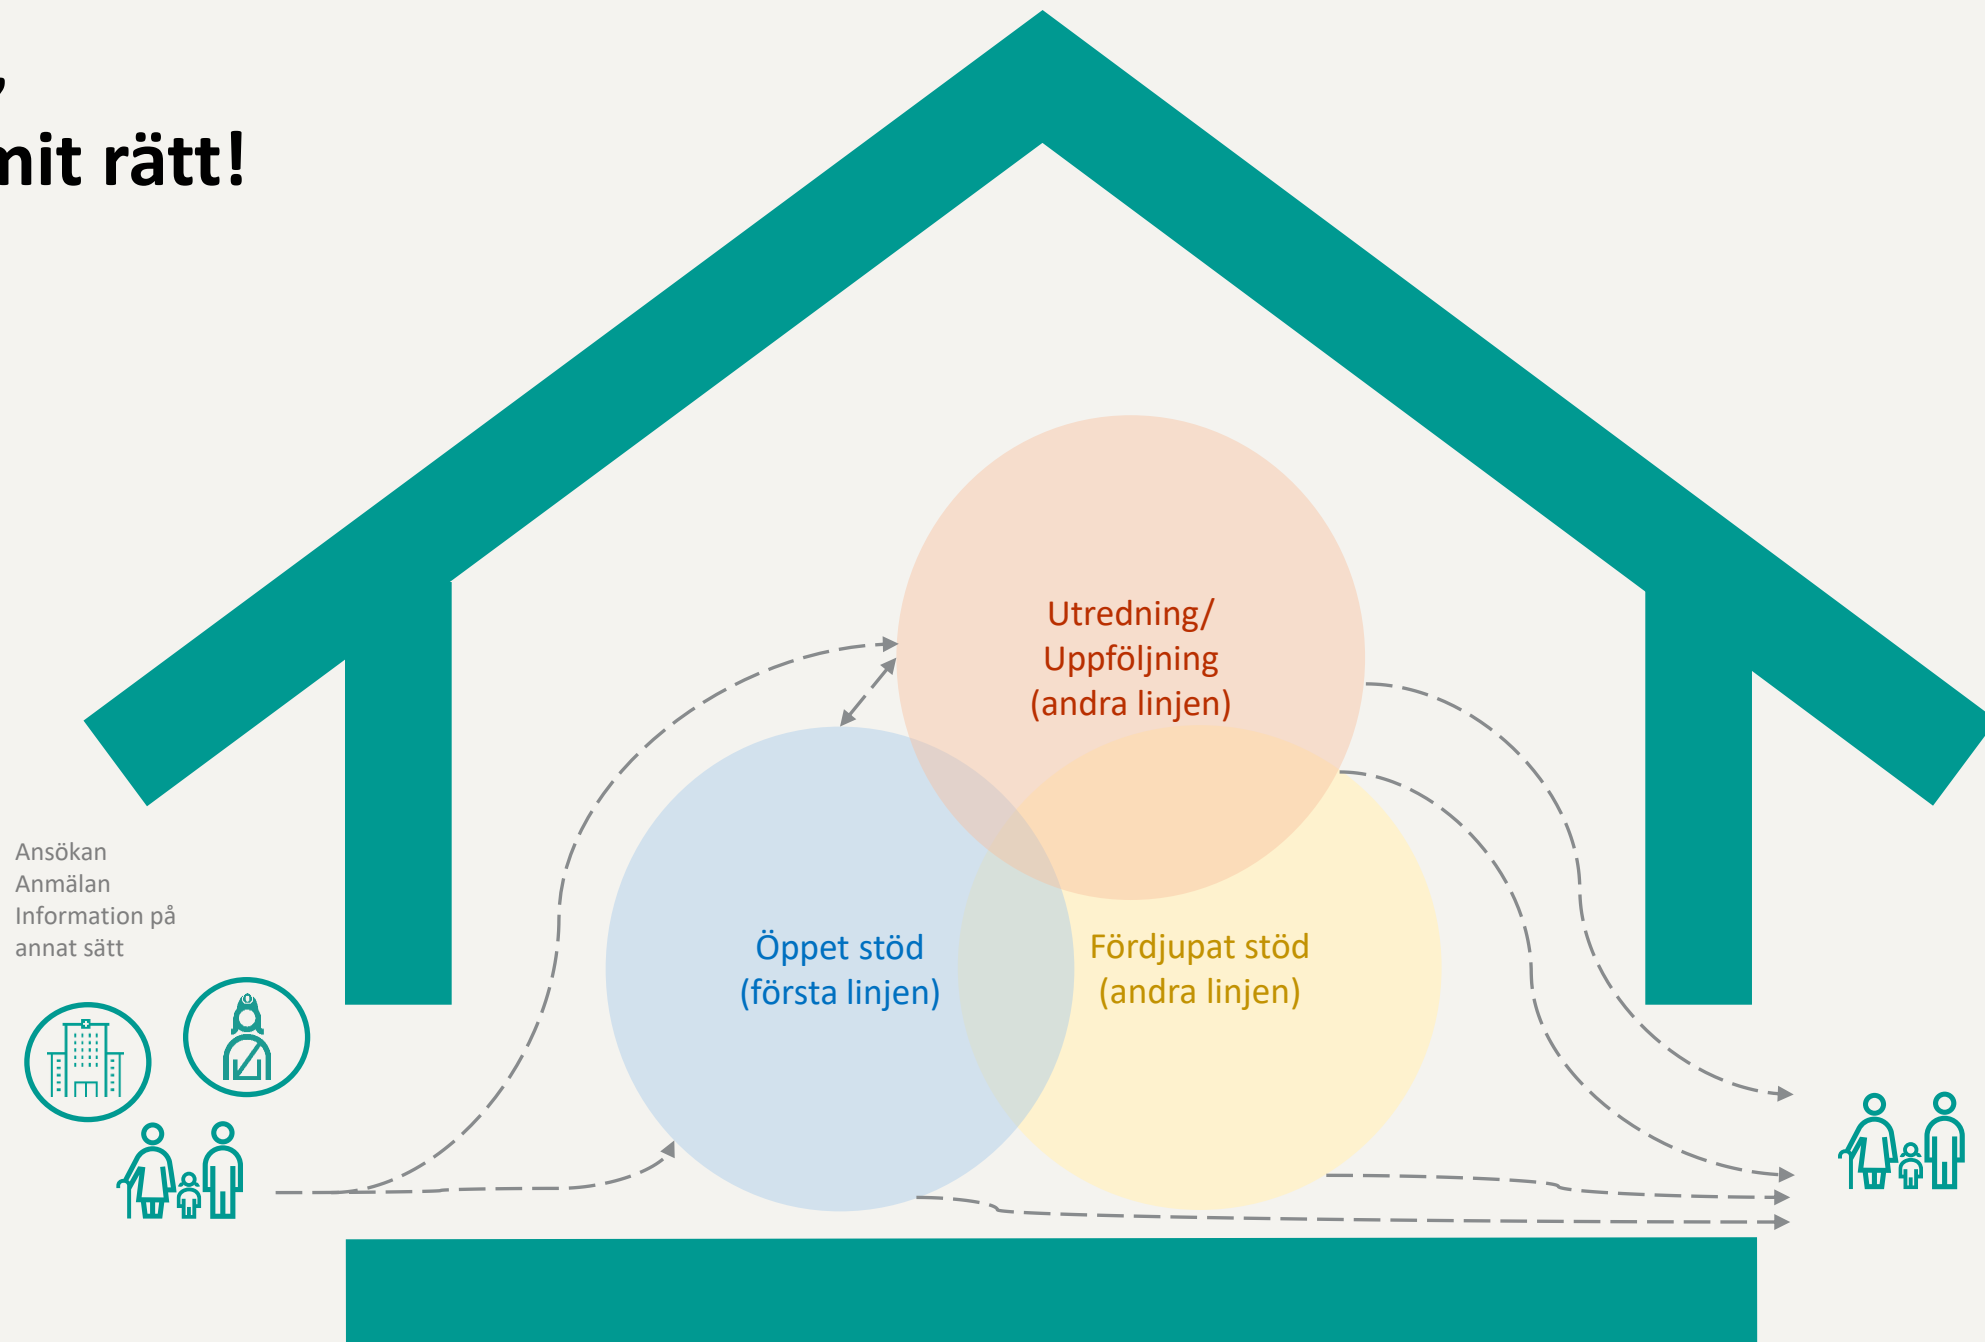 mit rätt!
Utredning/
Uppföljning
(andra linjen)
Ansökan
Anmälan
Information på
annat sätt
Öppet stöd
(första linjen)
Fördjupat stöd
(andra linjen)